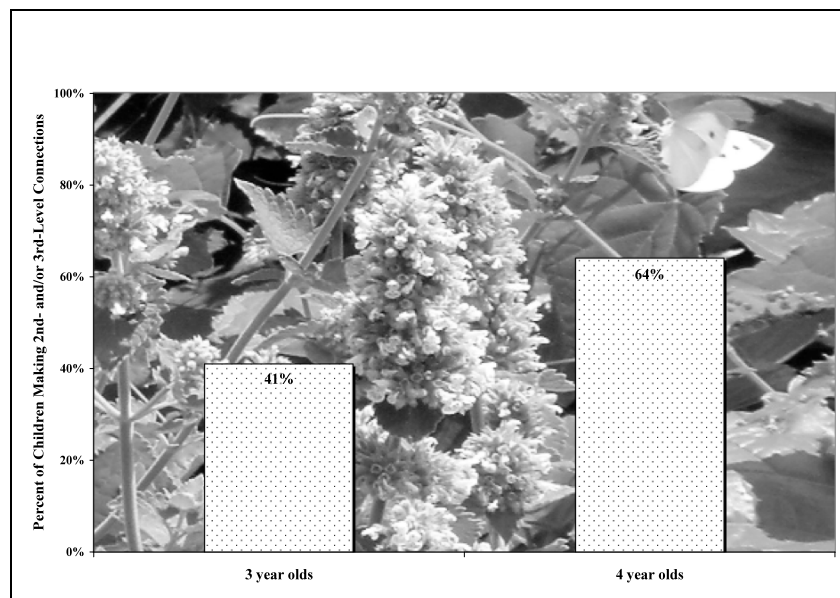 Percent of Children Making 2nd- and/or 3rd-Level Connections
100%
80%
60%
40%
20%
0%
41%
64%
3 year olds
4 year olds